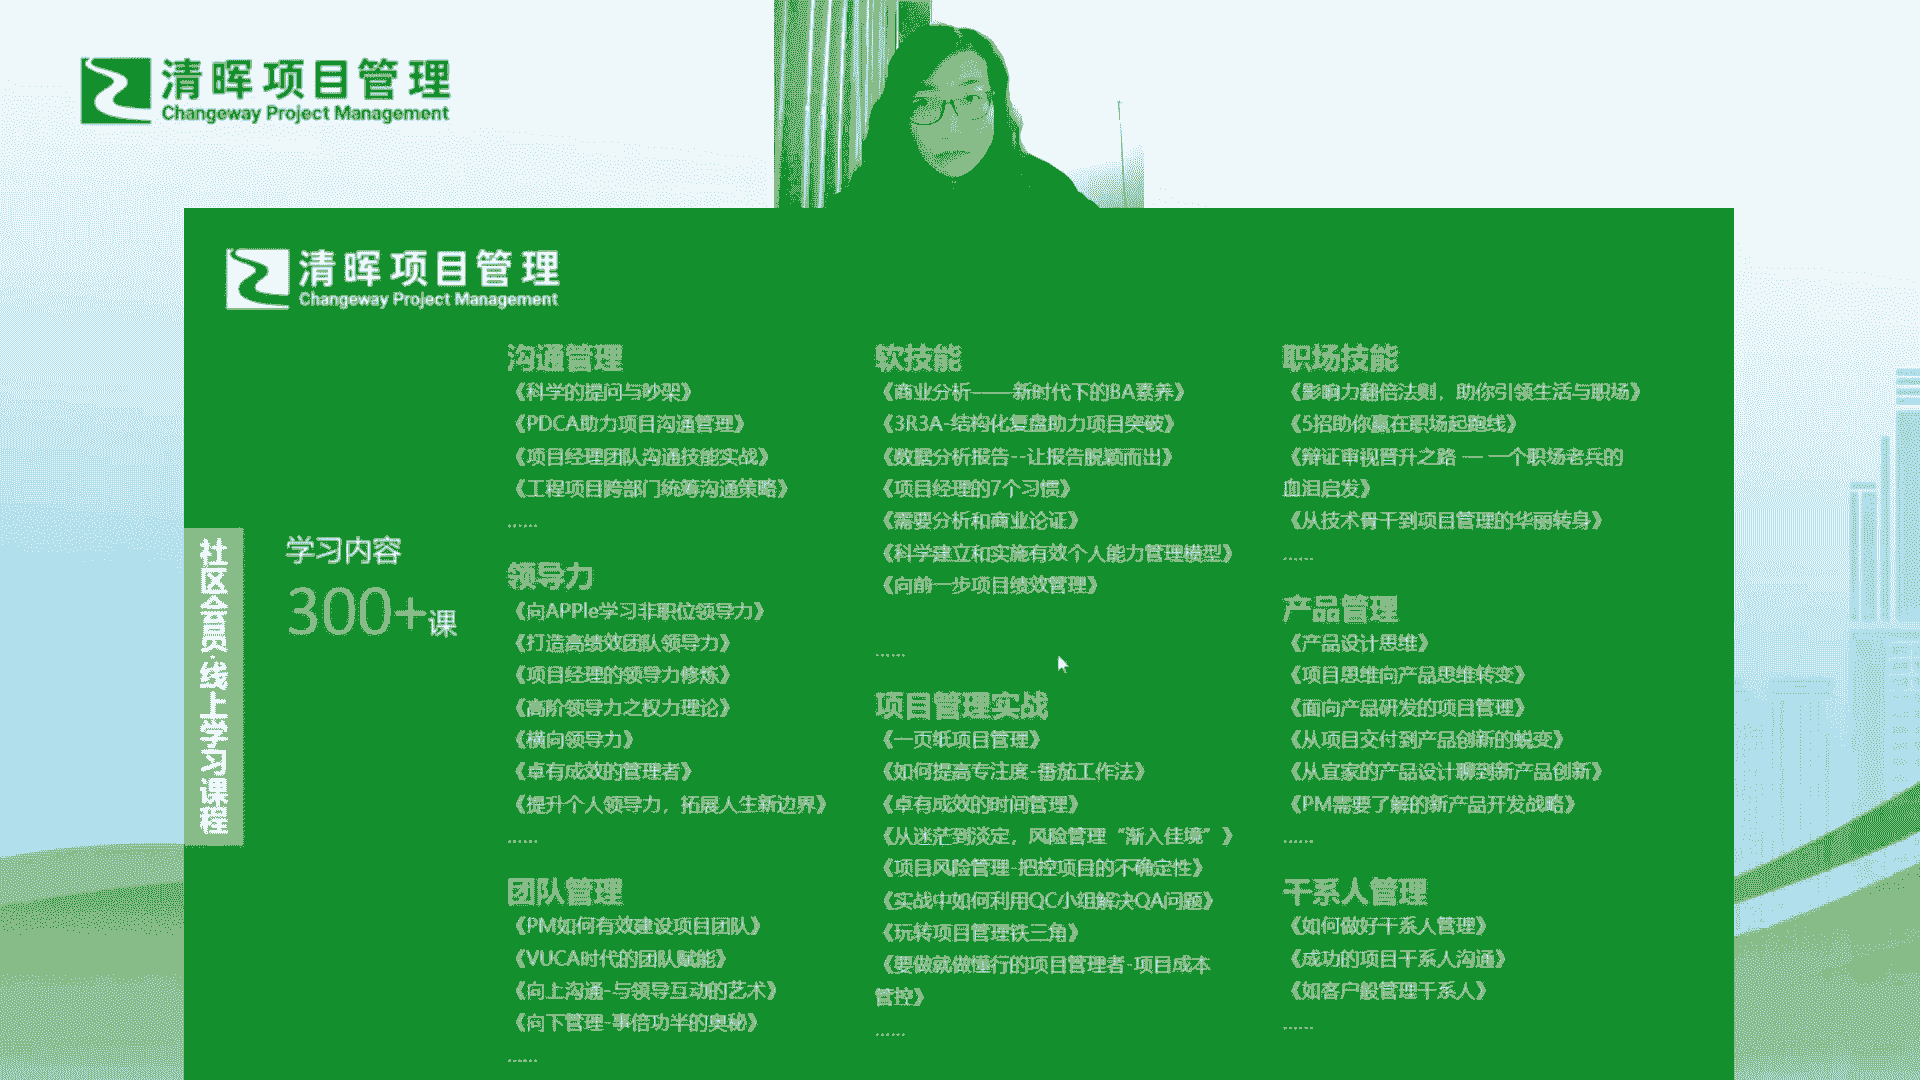 清晖项目管理
Changeway Project Management
清晖项目管理
Changeway Project Management
社区会员·线上学习课程
学习内容
300+课
沟通管理
《科学的提问与吵架》
《PDCA助力项目沟通管理》
《项目经理团队沟通技能实战》
《工程项目跨部门统筹沟通策略》
......
领导力
《向APPle学习非职位领导力》
《打造高绩效团队领导力》
《项目经理的领导力修炼》
《高阶领导力之权力理论》
《横向领导力》
《卓有成效的管理者》
《提升个人领导力，拓展人生新边界》
......
团队管理
《PM如何有效建设项目团队》
《VUCA时代的团队赋能》
《向上沟通-与领导互动的艺术》
《向下管理-事倍功半的奥秘》
......
软技能
《商业分析——新时代下的BA素养》
《3R3A-结构化复盘助力项目突破》
《数据分析报告--让报告脱颖而出》
《项目经理的7个习惯》
《需要分析和商业论证》
《科学建立和实施有效个人能力管理模型》
《向前一步项目绩效管理》
......
项目管理实战
《一页纸项目管理》
《如何提高专注度-番茄工作法》
《卓有成效的时间管理》
《从迷茫到淡定，风险管理“渐入佳境”》
《项目风险管理-把控项目的不确定性》
《实战中如何利用QC小组解决QA问题》
《玩转项目管理铁三角》
《要做就做懂行的项目管理者-项目成本
管控》
......
职场技能
《影响力翻倍法则，助你引领生活与职场》
《5招助你赢在职场起跑线》
《辩证审视晋升之路 — 一个职场老兵的
血泪启发》
《从技术骨干到项目管理的华丽转身》
......
产品管理
《产品设计思维》
《项目思维向产品思维转变》
《面向产品研发的项目管理》
《从项目交付到产品创新的蜕变》
《从宜家的产品设计聊到新产品创新》
《PM需要了解的新产品开发战略》
......
干系人管理
《如何做好干系人管理》
《成功的项目干系人沟通》
《如客户般管理干系人》
......